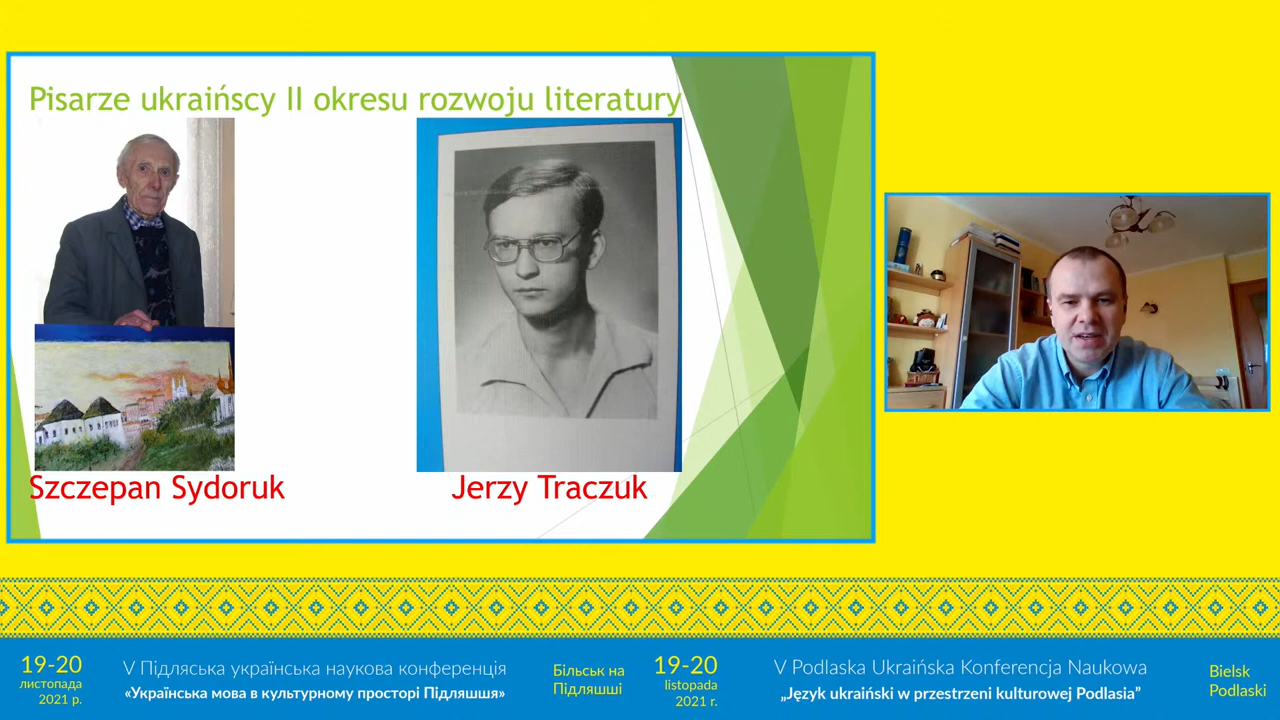 Pisarze ukraińscy II okresu rozwoju literatury
Szczepan Sydoruk
Jerzy Traczuk
19-20
листопада
2021 р.
V Підляська українська наукова конференція
«Українська мова в культурному просторі Підляшшя»
Більськ на
Підляшші
19-20
listopada
2021 r.
V Podlaska Ukraińska Konferencja Naukowa
„Język ukraiński w przestrzeni kulturowej Podlasia”
Bielsk
Podlaski